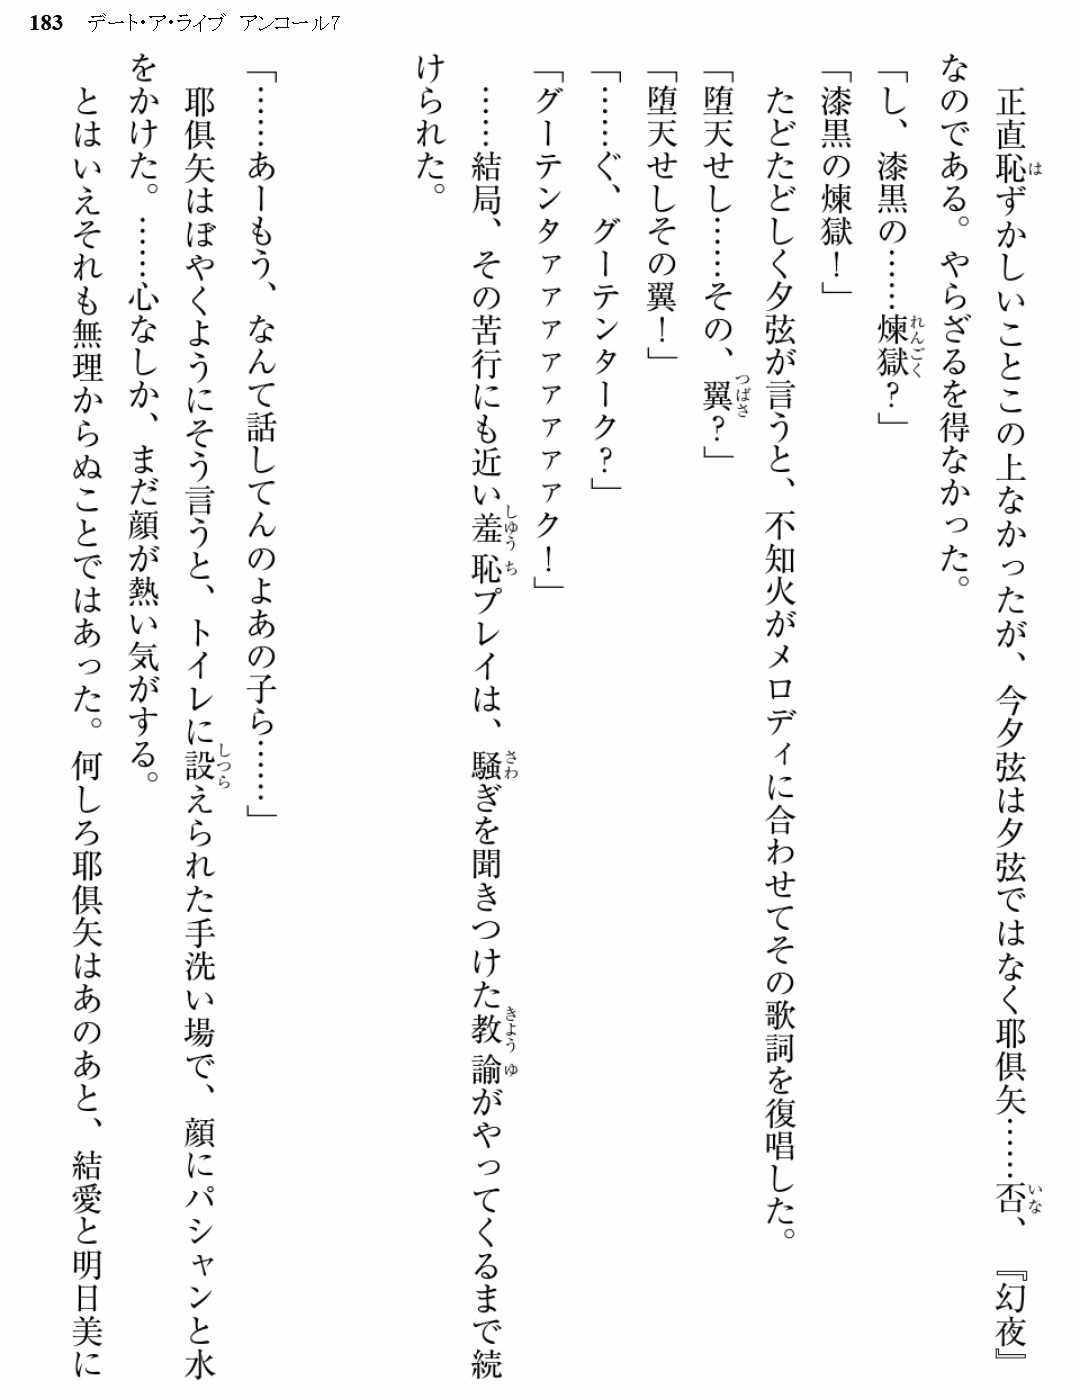 183 デート・ア・ライブ アンコール7
正直恥ずかしいことこの上なかったが、今夕弦は夕弦ではなく耶倶矢……否、『幻夜』
なのである。やらざるを得なかった。
「し、漆黒の……煉獄？」
「漆黒の煉獄！」
たどたどしく夕弦が言うと、不知火がメロディに合わせてその歌詞を復唱した。
「堕天せし……その、翼？」
「堕天せしその翼！」
「……ぐ、グーテンターク？」
「グーテンタァァァァァァァァク！」
……結局、その苦行にも近い羞恥プレイは、騒ぎを聞きつけた教諭がやってくるまで続
けられた。
「……あーもう、なんて話してんのよあの子ら……」
耶倶矢はぼやくようにそう言うと、トイレに設えられた手洗い場で、顔にパシャンと水
をかけた。……心なしか、まだ顔が熱い気がする。
とはいえそれも無理からぬことではあった。何しろ耶倶矢はあのあと、結愛と明日美に